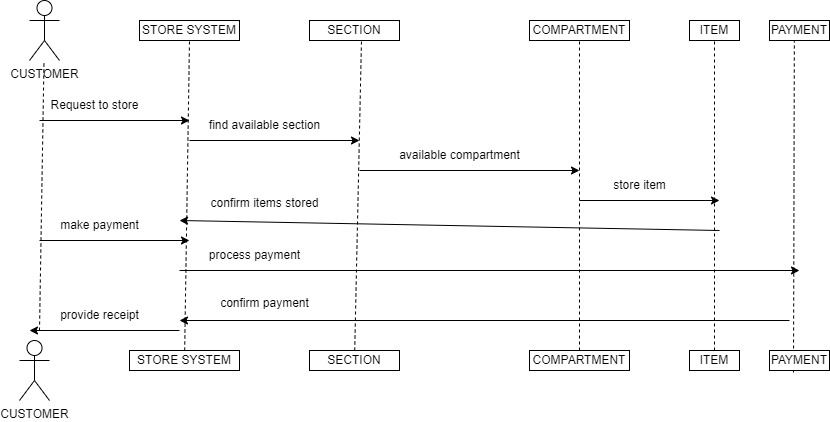 STORE SYSTEM
SECTION
COMPARTMENT
ITEM
PAYMENT
CUSTOMER
Request to store
find available section
available compartment
store item
confirm items stored
make payment
process payment
confirm payment
provide receipt
STORE SYSTEM
SECTION
COMPARTMENT
ITEM
PAYMENT
CUSTOMER